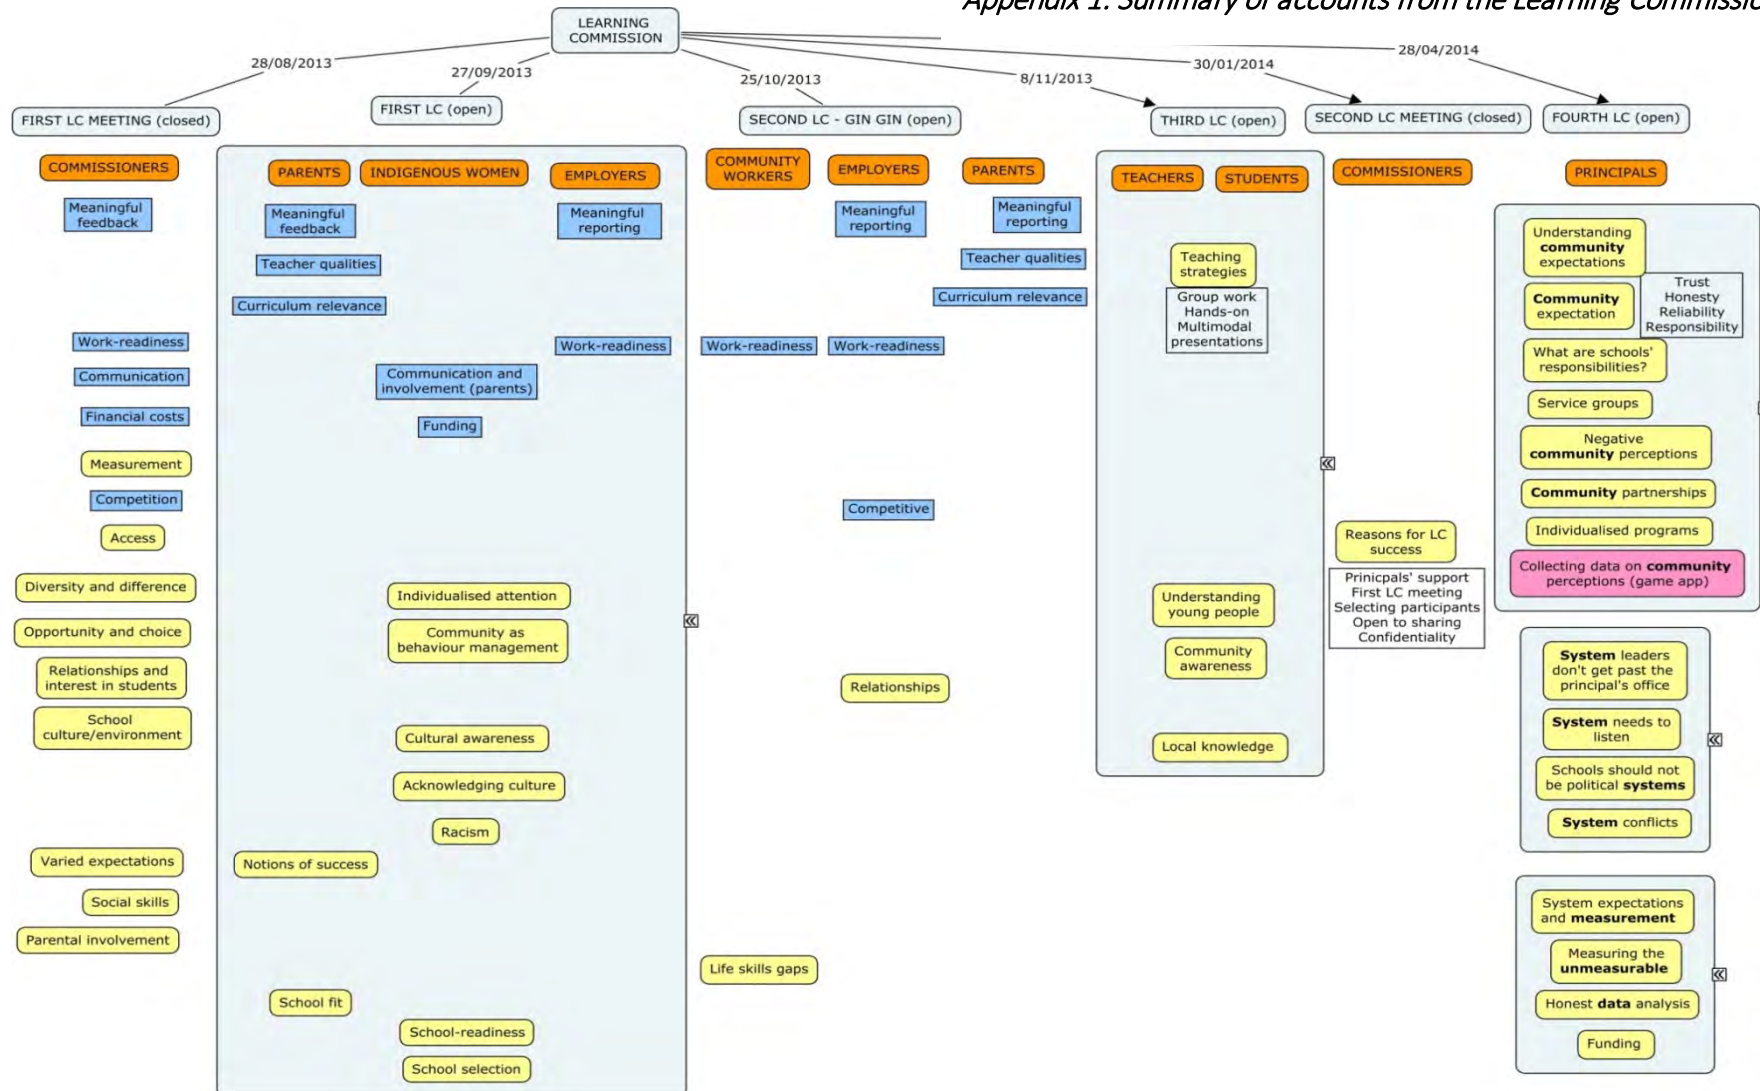 Appendix 1: Summary of accounts from the Learning Commissio
LEARNING
COMMISSION
28/08/2013
27/09/2013
25/10/2013
8/11/2013
30/01/2014
28/04/2014
FIRST LC MEETING (closed)
FIRST LC (open)
SECOND LC - GIN GIN (open)
THIRD LC (open)
SECOND LC MEETING (closed)
FOURTH LC (open)
COMMISSIONERS
Meaningful
feedback
Work-readiness
Communication
Financial costs
Measurement
Competition
Access
Diversity and difference
Opportunity and choice
Relationships and
interest in students
School
culture/environment
Varied expectations
Social skills
Parental involvement
PARENTS
Meaningful
feedback
Teacher qualities
Curriculum relevance
Notions of success
School fit
INDIGENOUS WOMEN
Communication and
involvement (parents)
Funding
Individualised attention
Community as
behaviour management
Cultural awareness
Acknowledging culture
Racism
School-readiness
School selection
EMPLOYERS
Meaningful
reporting
Work-readiness
COMMUNITY
WORKERS
Work-readiness
Life skills gaps
EMPLOYERS
Meaningful
reporting
Work-readiness
Competitive
Relationships
PARENTS
Meaningful
reporting
Teacher qualities
Curriculum relevance
TEACHERS
STUDENTS
Teaching
strategies
Group work
Hands-on
Multimodal
presentations
Understanding
young people
Community
awareness
Local knowledge
COMMISSIONERS
Reasons for LC
success
Prinicpals' support
First LC meeting
Selecting participants
Open to sharing
Confidentiality
PRINCIPALS
Understanding
community
expectations
Community
expectation
Trust
Honesty
Reliability
Responsibility
What are schools'
responsibilities?
Service groups
Negative
community perceptions
Community partnerships
Individualised programs
Collecting data on community
perceptions (game app)
System leaders
don't get past the
principal's office
System needs to
listen
Schools should not
be political systems
System conflicts
System expectations
and measurement
Measuring the
unmeasurable
Honest data analysis
Funding